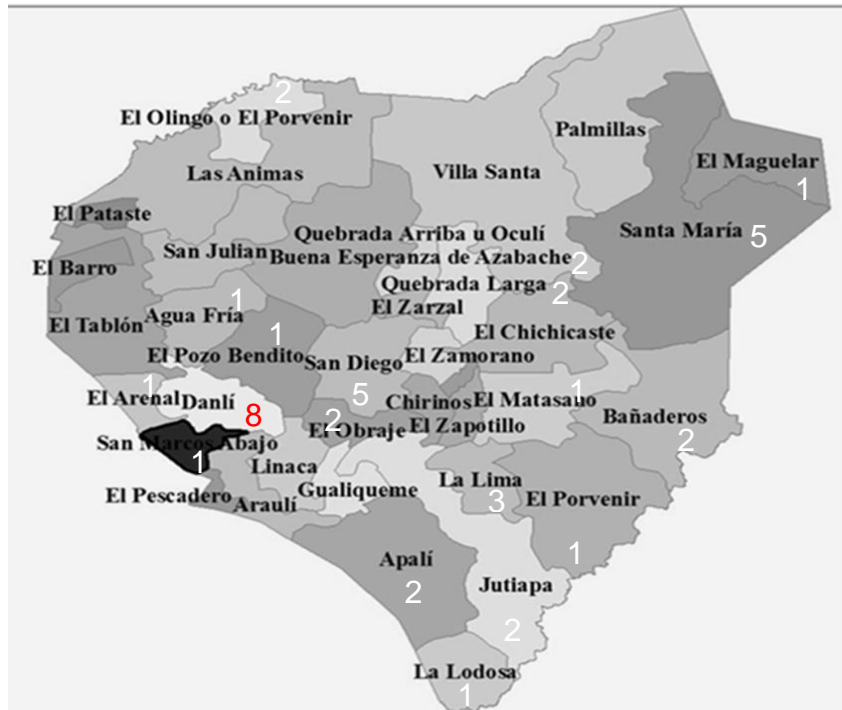 2
El Olingo o El Porvenir
Palmillas
El Maguelar
1
Las Animas
Villa Santa
El Pataste
Quebrada Arriba u Oculí
Santa María 5
San Julian
Buena Esperanza de Azabache
2
El Barro
Quebrada Larga
2
1
El Zarzal
Agua Fría
El Tablón
1
El Chichicaste
El Pozo Bendito
San Diego
El Zamorano
1
5
1
El Arenal
Danlí
8
Chirinos
El Matasano
Bañaderos
2
2
El Obraje
El Zapotillo
San Marcos Abajo
1
Linaca
La Lima
3
El Pescadero
Araulí
Gualiqueme
El Porvenir
1
Apalí
2
Jutiapa
2
La Lodosa
1